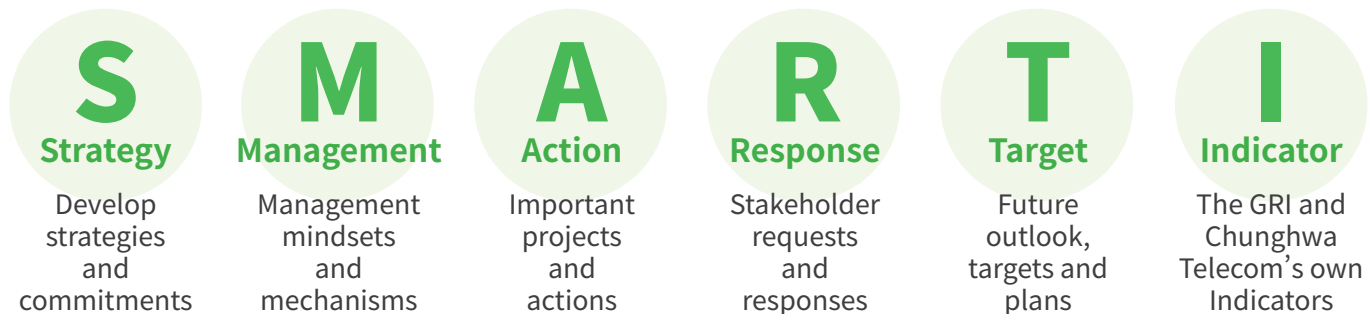 S
Strategy
Develop
strategies
and
commitments
M
Management
Management
mindsets
and
mechanisms
A
Action
Important
projects
and
actions
R
Response
Stakeholder
requests
and
responses
T
Target
Future
outlook,
targets and
plans
I
Indicator
The GRI and
Chunghwa
Telecom’s own
Indicators